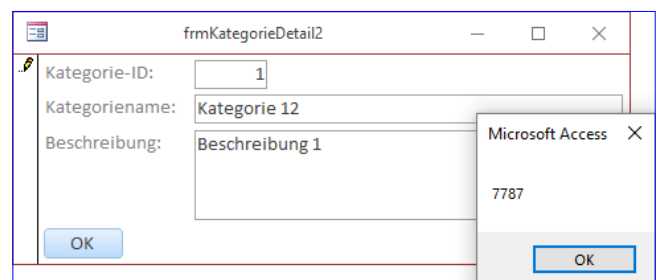 frmKategorieDetail2
Kategorie-ID: 1
Kategoriename: Kategorie 12
Beschreibung: Beschreibung 1
OK
Microsoft Access
7787
OK